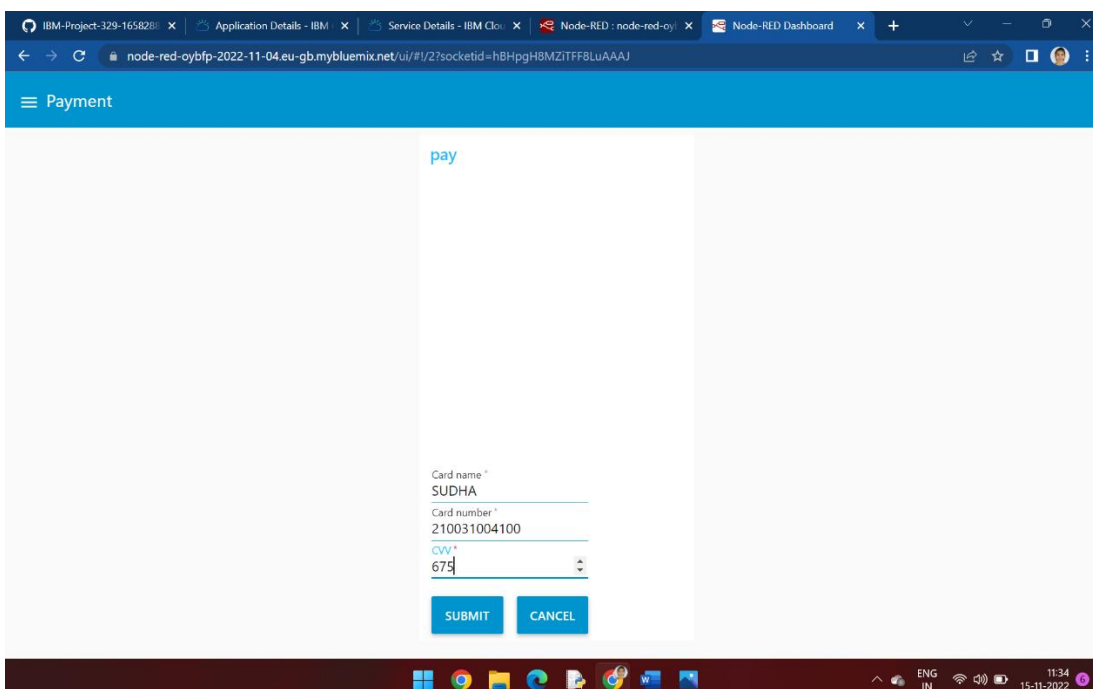 IBM-Project-329-1658288
Application Details - IBM
Service Details - IBM Clou
Node-RED : node-red-oy
Node-RED Dashboard
node-red-oybfp-2022-11-04.eu-gb.mybluemix.net/ui/#!/2?socketid=hBHpgH8MZiTFF8LuAAAJ
Payment
pay
Card name *
SUDHA
Card number *
210031004100
CVV *
675
SUBMIT CANCEL
ENG
IN
11:34
15-11-2022
6